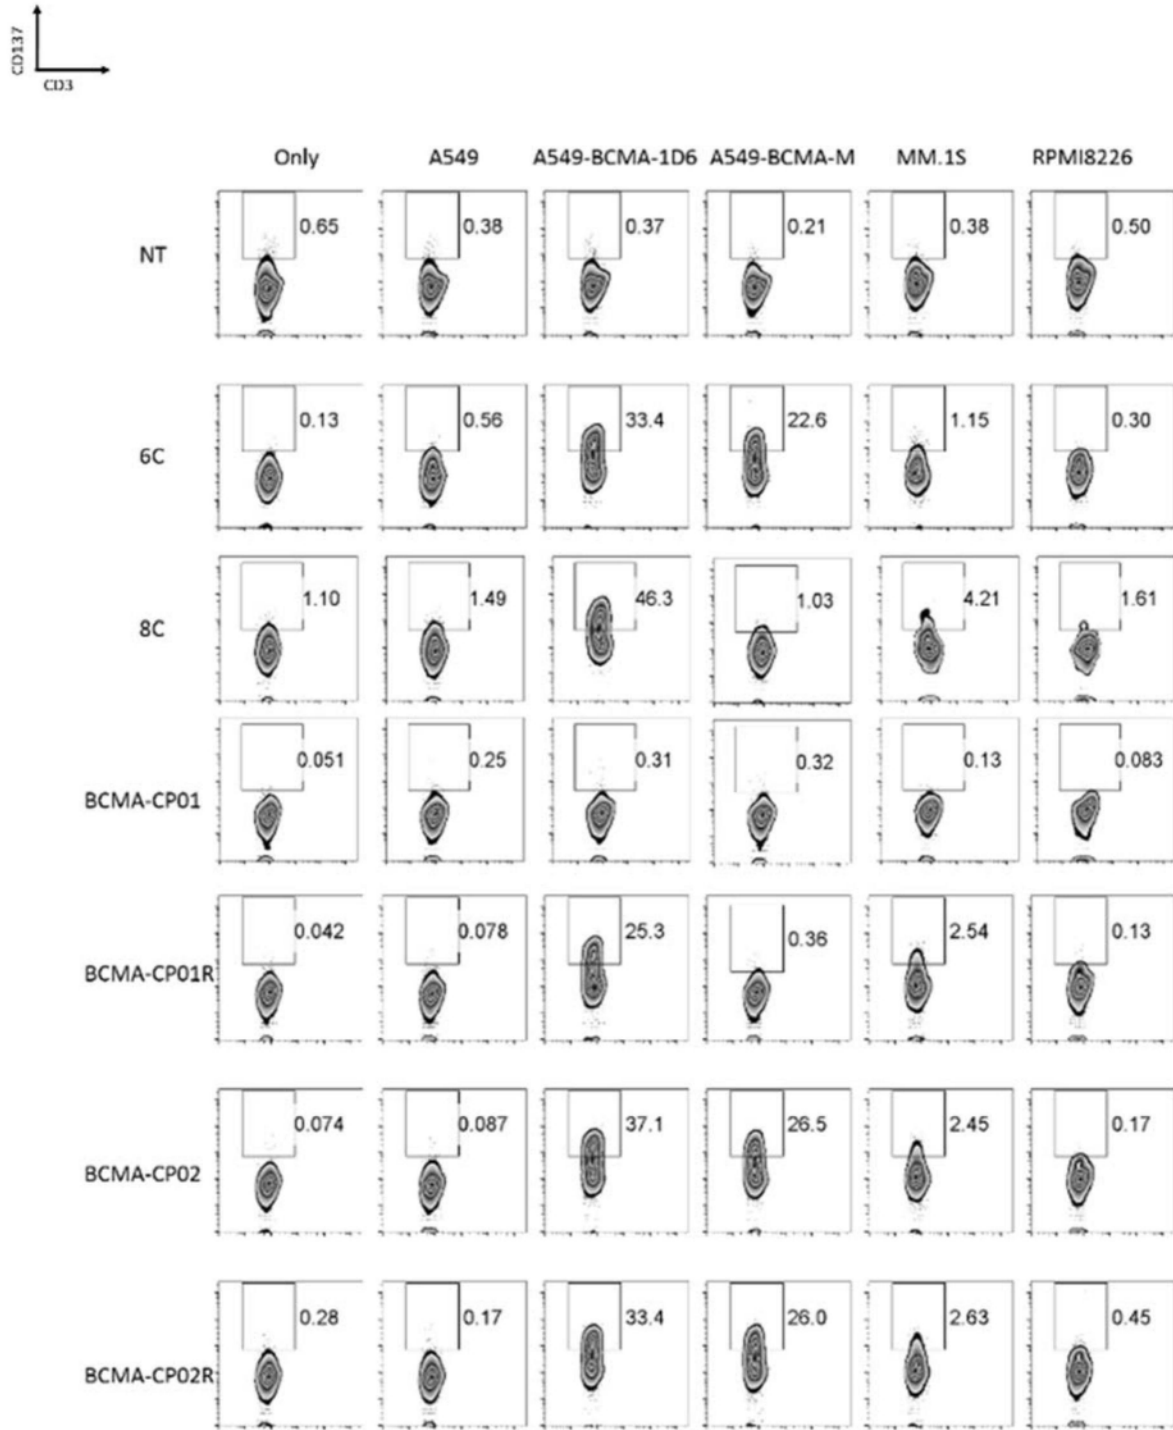 CD137
CD3
Only A549 A549-BCMA-1D6 A549-BCMA-M MM.1S RPMI8226
NT 0.65 0.38 0.37 0.21 0.38 0.50
6C 0.13 0.56 33.4 22.6 1.15 0.30
8C 1.10 1.49 46.3 1.03 4.21 1.61
BCMA-CP01 0.051 0.25 0.31 0.32 0.13 0.083
BCMA-CP01R 0.042 0.078 25.3 0.36 2.54 0.13
BCMA-CP02 0.074 0.087 37.1 26.5 2.45 0.17
BCMA-CP02R 0.28 0.17 33.4 26.0 2.63 0.45